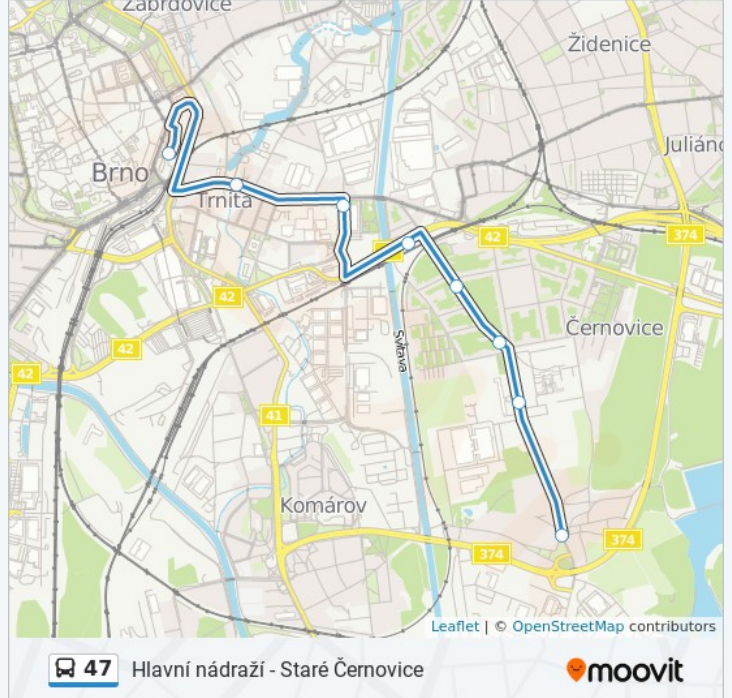 Zábrdovice
Židenice
Juliáno
Brno
Trnitá
42
374
42
Černovice
42
Svitava
42
41
Komárov
374
374
Leaflet | © OpenStreetMap contributors
47 Hlavní nádraží - Staré Černovice moovit